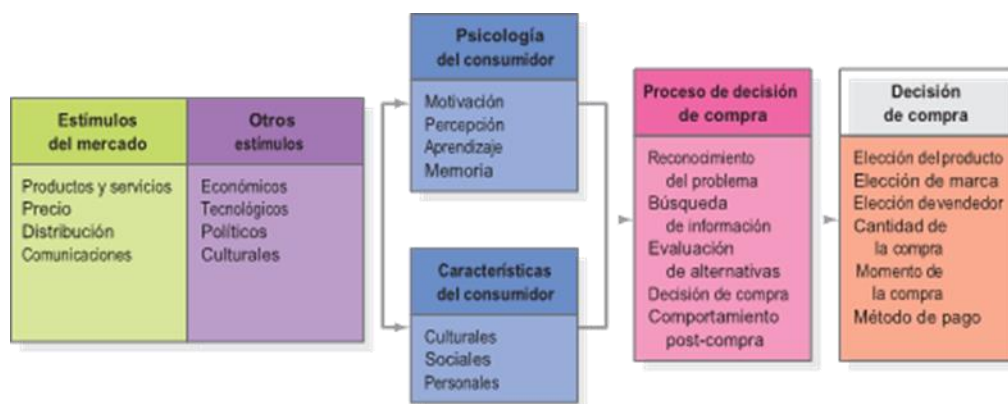 Estímulos
del mercado
Productos y servicios
Precio
Distribución
Comunicaciones
Otros
estímulos
Económicos
Tecnológicos
Políticos
Culturales
Psicología
del consumidor
Motivación
Percepción
Aprendizaje
Memoria
Características
del consumidor
Culturales
Sociales
Personales
Proceso de decisión
de compra
Reconocimiento
del problema
Búsqueda
de información
Evaluación
de alternativas
Decisión de compra
Comportamiento
post-compra
Decisión
de compra
Elección del producto
Elección de marca
Elección de vendedor
Cantidad de
la compra
Momento de
la compra
Método de pago